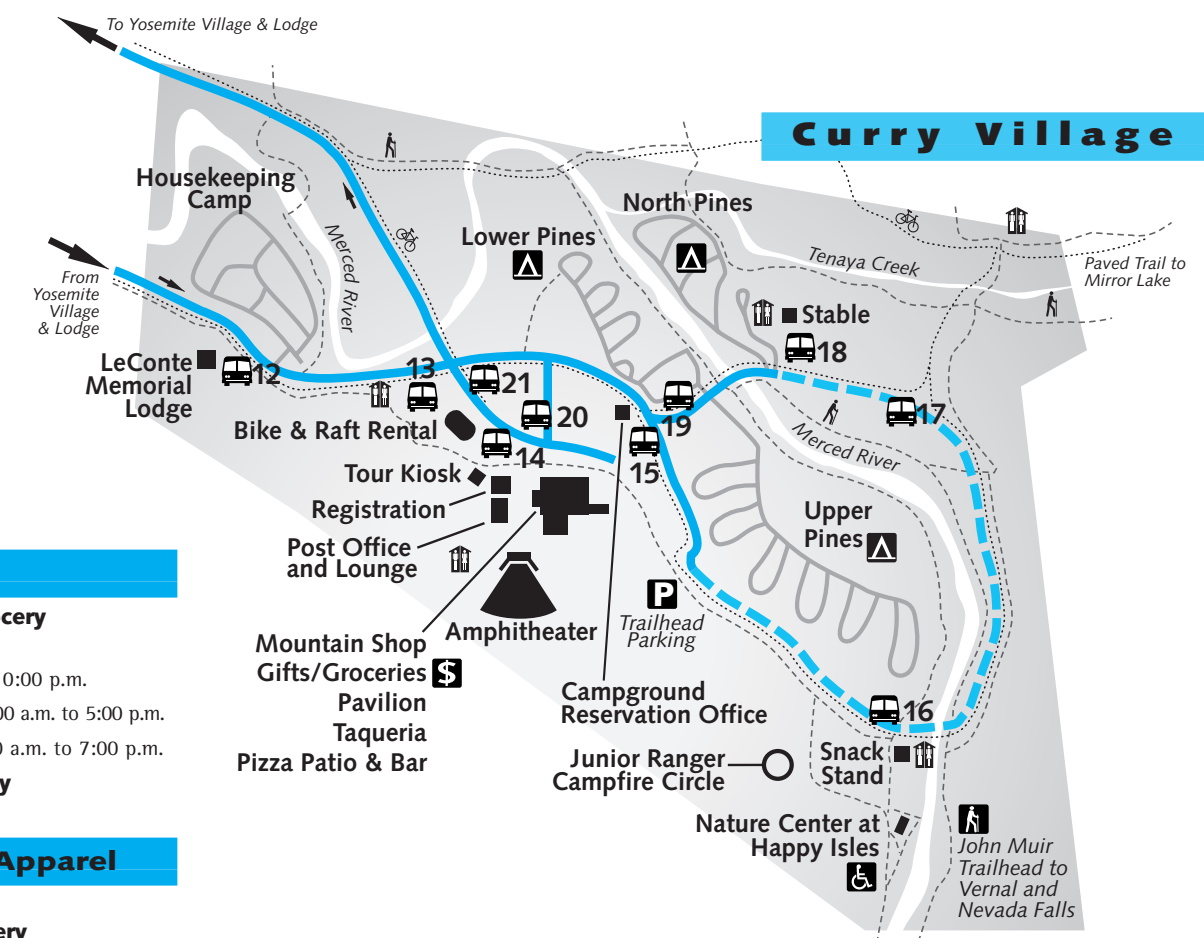 To Yosemite Village & Lodge
Curry Village
Housekeeping
Camp
North Pines
Lower Pines
Merced River
Tenaya Creek
Paved Trail to
Mirror Lake
From
Yosemite
Village
& Lodge
Stable
18
LeConte
Memorial
Lodge
12
13
21
20
19
17
Bike & Raft Rental
14
15
Merced River
Tour Kiosk
Registration
Post Office
and Lounge
Upper
Pines
P
Trailhead
Parking
Amphitheater
Mountain Shop
Gifts/Groceries $
Pavilion
Taqueria
Pizza Patio & Bar
Campground
Reservation Office
16
Snack
Stand
Junior Ranger
Campfire Circle
Nature Center at
Happy Isles
John Muir
Trailhead to
Vernal and
Nevada Falls
0:00 p.m.
00 a.m. to 5:00 p.m.
0 a.m. to 7:00 p.m.
Apparel